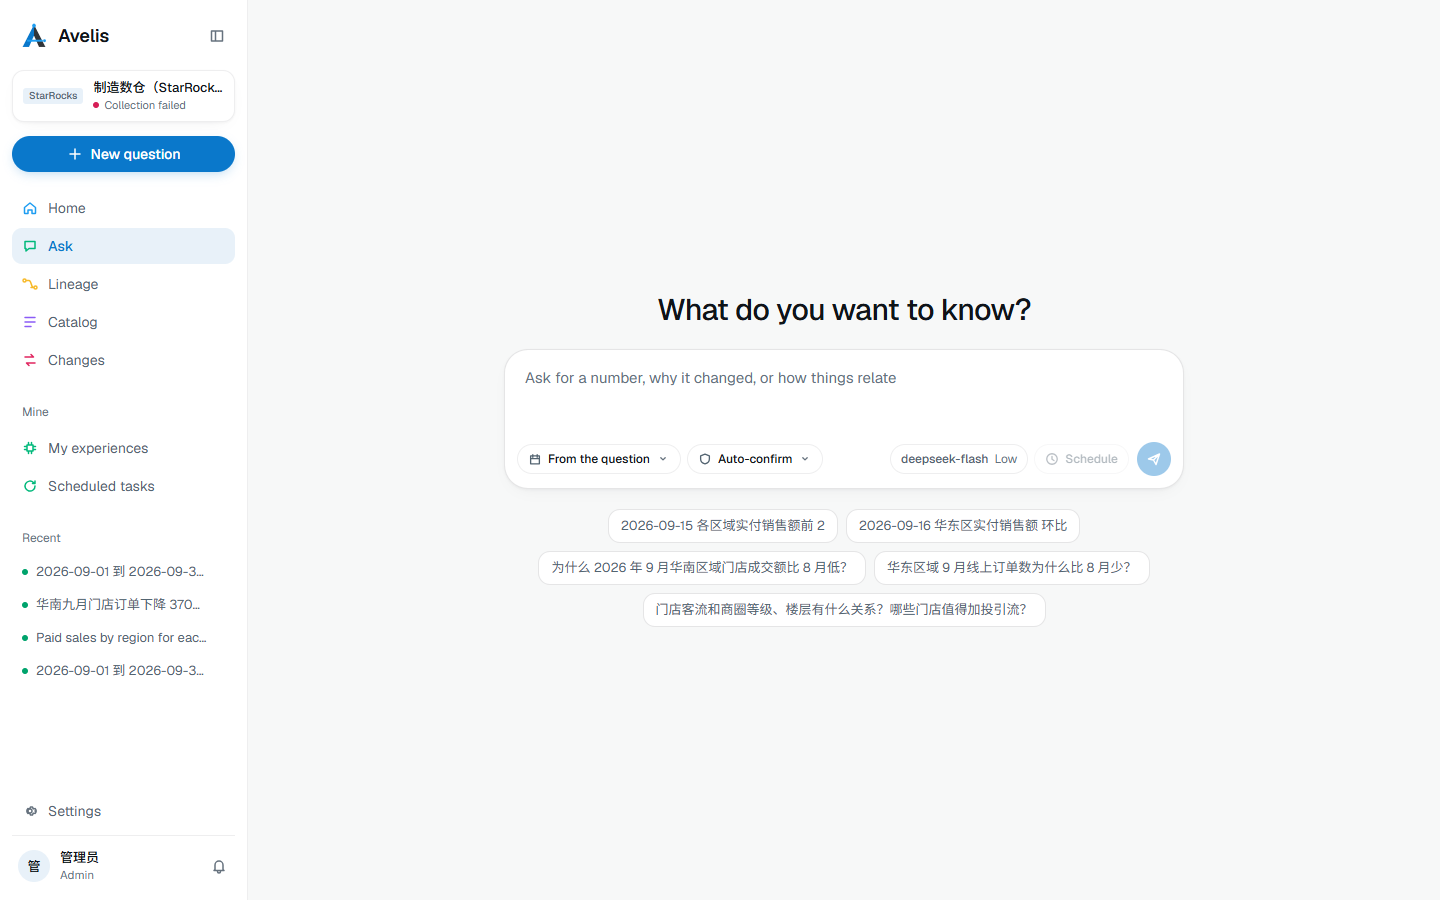 Avelis
StarRocks
制造数仓（StarRock...
Collection failed
New question
Home
Ask
Lineage
Catalog
Changes
Mine
My experiences
Scheduled tasks
Recent
2026-09-01 到 2026-09-3...
华南九月门店订单下降 370...
Paid sales by region for eac...
2026-09-01 到 2026-09-3...
Settings
管
管理员
Admin
What do you want to know?
Ask for a number, why it changed, or how things relate
From the question
Auto-confirm
deepseek-flash Low
Schedule
2026-09-15 各区域实付销售额前 2
2026-09-16 华东区实付销售额 环比
为什么 2026 年 9 月华南区域门店成交额比 8 月低？
华东区域 9 月线上订单数为什么比 8 月少？
门店客流和商圈等级、楼层有什么关系？哪些门店值得加投引流？